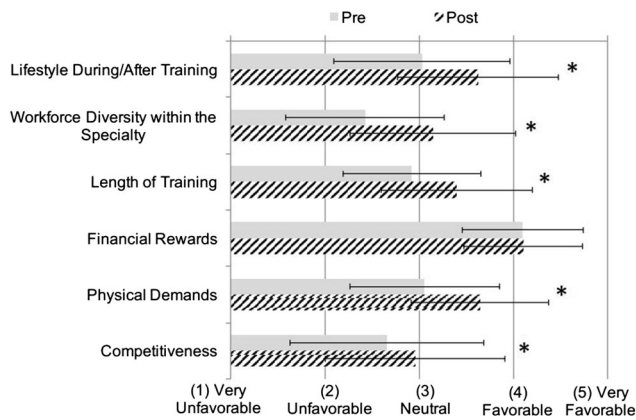 Pre Post
Lifestyle During/After Training
*
Workforce Diversity within the
Specialty
*
Length of Training
*
Financial Rewards
Physical Demands
*
Competitiveness
*
(1) Very
Unfavorable
(2)
Unfavorable
(3)
Neutral
(4)
Favorable
(5) Very
Favorable